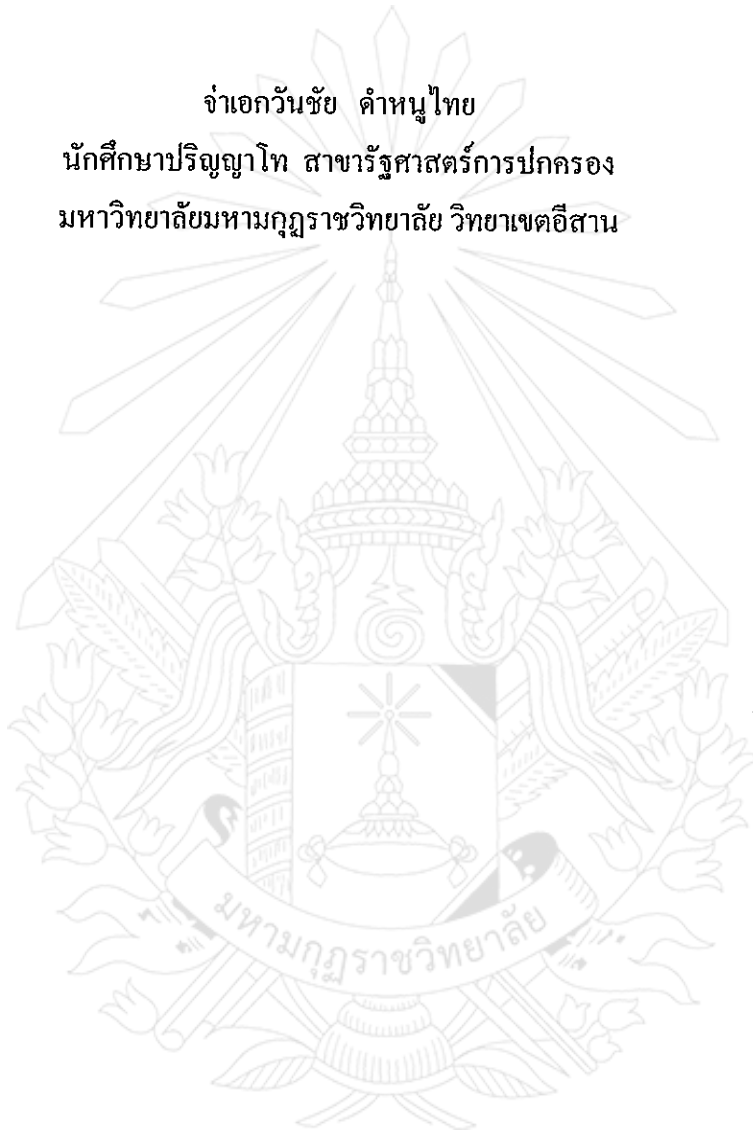 จ่าเอกวันชัย คำหนูไทย
นักศึกษาปริญญาโท สาขารัฐศาสตร์การปกครอง
มหาวิทยาลัยมหามกุฏราชวิทยาลัย วิทยาเขตอีสาน
มหามกุฏราชวิทยาลัย